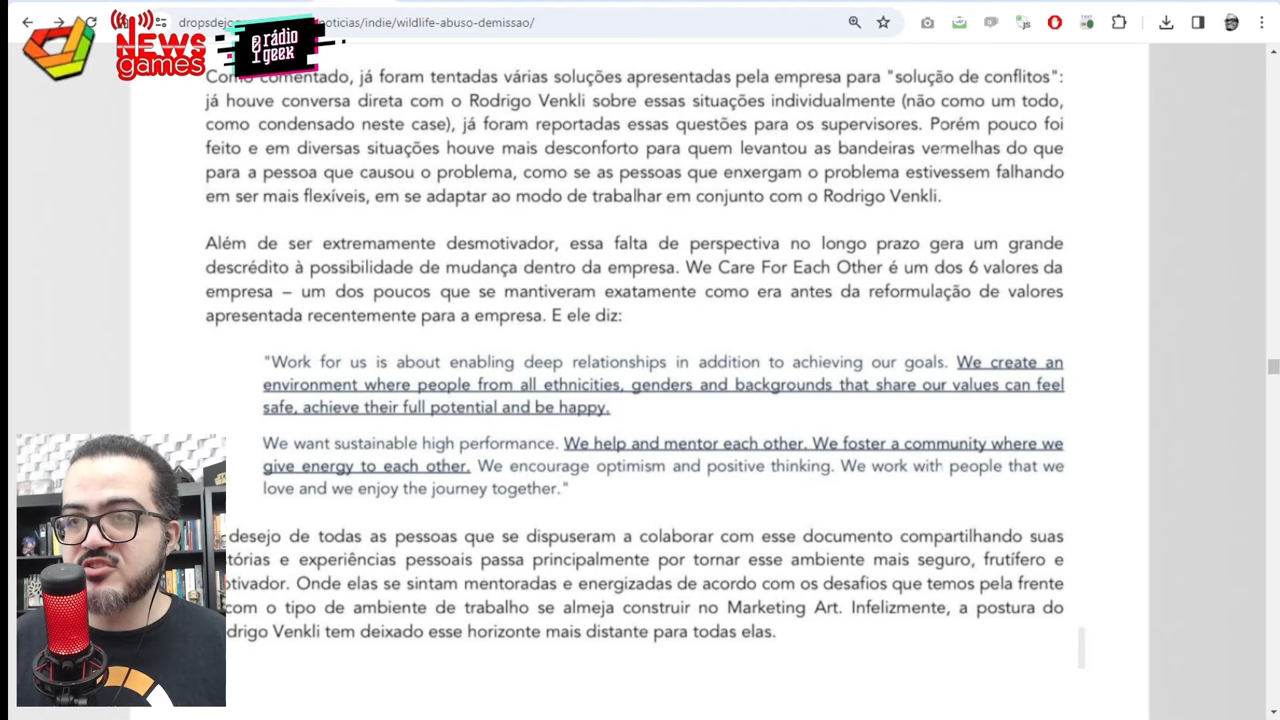 dropsdejo
noticias/indie/wildlife-abuso-demissao/
NEWS
games
rádio
geek
comentado, já foram tentadas várias soluções apresentadas pela empresa para "solução de conflitos":
já houve conversa direta com o Rodrigo Venkli sobre essas situações individualmente (não como um todo,
como condensado neste case), já foram reportadas essas questões para os supervisores. Porém pouco foi
feito e em diversas situações houve mais desconforto para quem levantou as bandeiras vermelhas do que
para a pessoa que causou o problema, como se as pessoas que enxergam o problema estivessem falhando
em ser mais flexíveis, em se adaptar ao modo de trabalhar em conjunto com o Rodrigo Venkli.
Além de ser extremamente desmotivador, essa falta de perspectiva no longo prazo gera um grande
descrédito à possibilidade de mudança dentro da empresa. We Care For Each Other é um dos 6 valores da
empresa – um dos poucos que se mantiveram exatamente como era antes da reformulação de valores
apresentada recentemente para a empresa. E ele diz:
"Work for us is about enabling deep relationships in addition to achieving our goals. We create an
environment where people from all ethnicities, genders and backgrounds that share our values can feel
safe, achieve their full potential and be happy.
We want sustainable high performance. We help and mentor each other. We foster a community where we
give energy to each other. We encourage optimism and positive thinking. We work with people that we
love and we enjoy the journey together."
desejo de todas as pessoas que se dispuseram a colaborar com esse documento compartilhando suas
tórias e experiências pessoais passa principalmente por tornar esse ambiente mais seguro, frutífero e
otivador. Onde elas se sintam mentoradas e energizadas de acordo com os desafios que temos pela frente
com o tipo de ambiente de trabalho se almeja construir no Marketing Art. Infelizmente, a postura do
drigo Venkli tem deixado esse horizonte mais distante para todas elas.